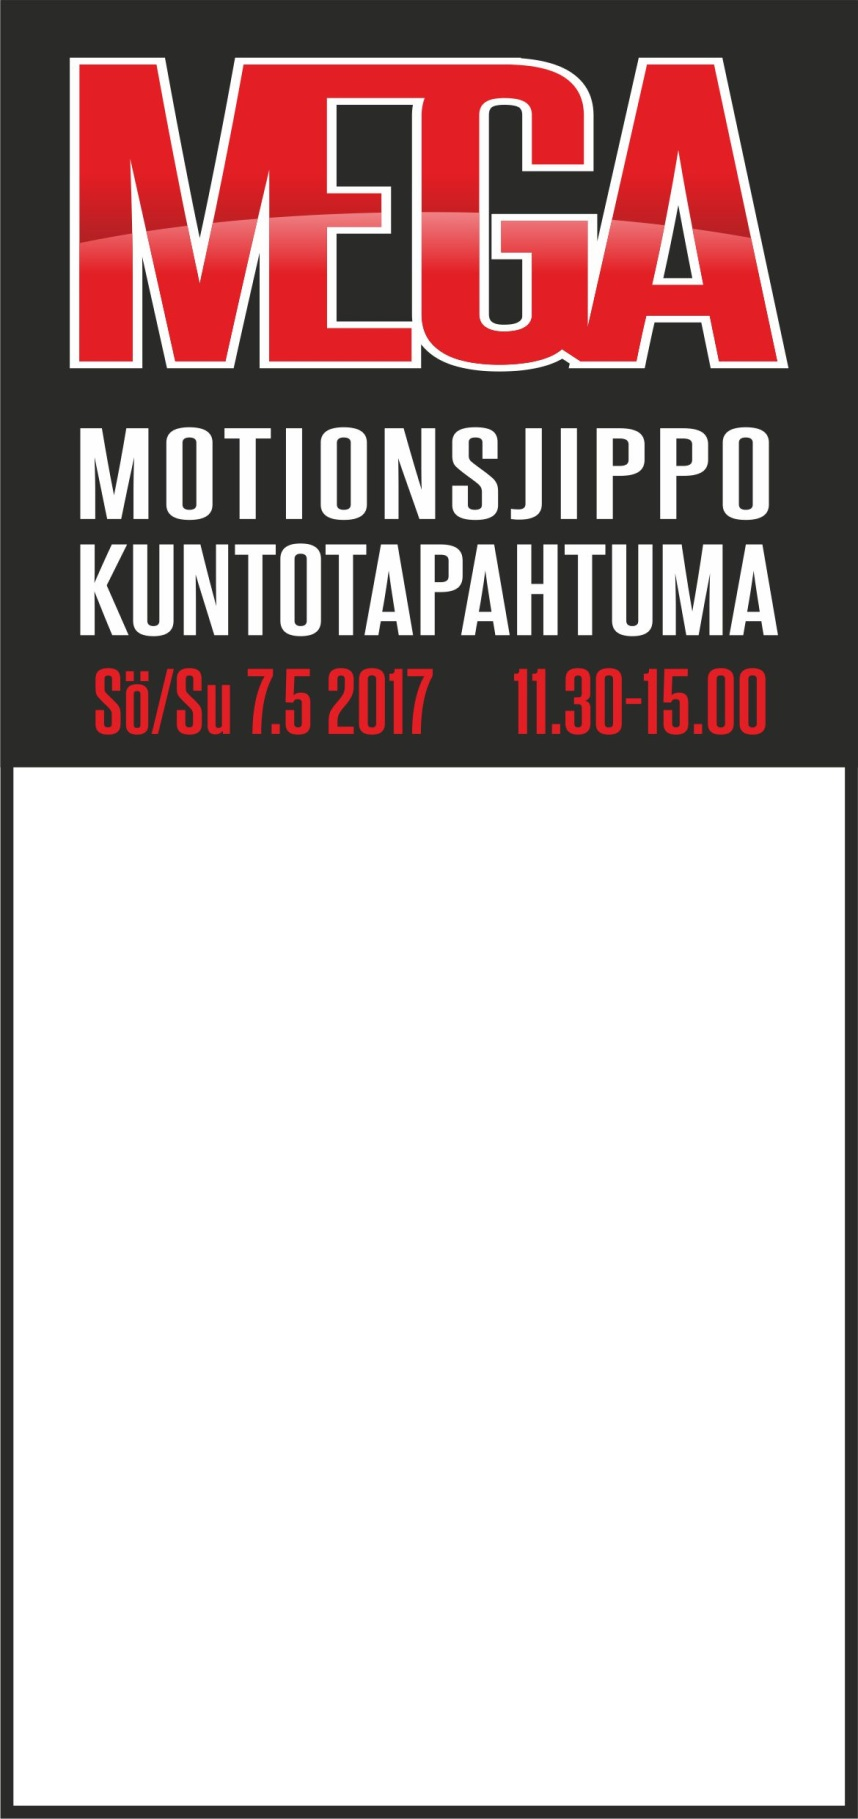 MEGA
MOTIONSJIPPO
KUNTOTAPAHTUMA
Sö/Su 7.5 2017 11.30-15.00